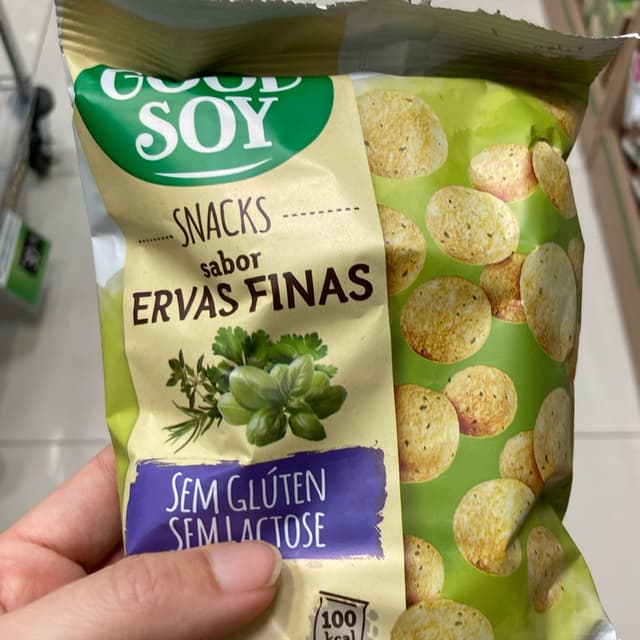 GOOD
SOY
SNACKS
sabor
ERVAS FINAS
SEM GLÚTEN
SEM LACTOSE
100
kcal